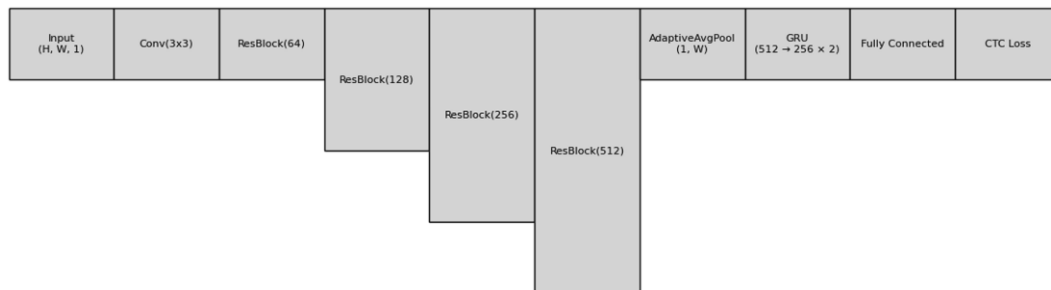 Input
(H, W, 1)
Conv(3x3)
ResBlock(64)
ResBlock(128)
ResBlock(256)
ResBlock(512)
AdaptiveAvgPool
(1, W)
GRU
(512 → 256 × 2)
Fully Connected
CTC Loss